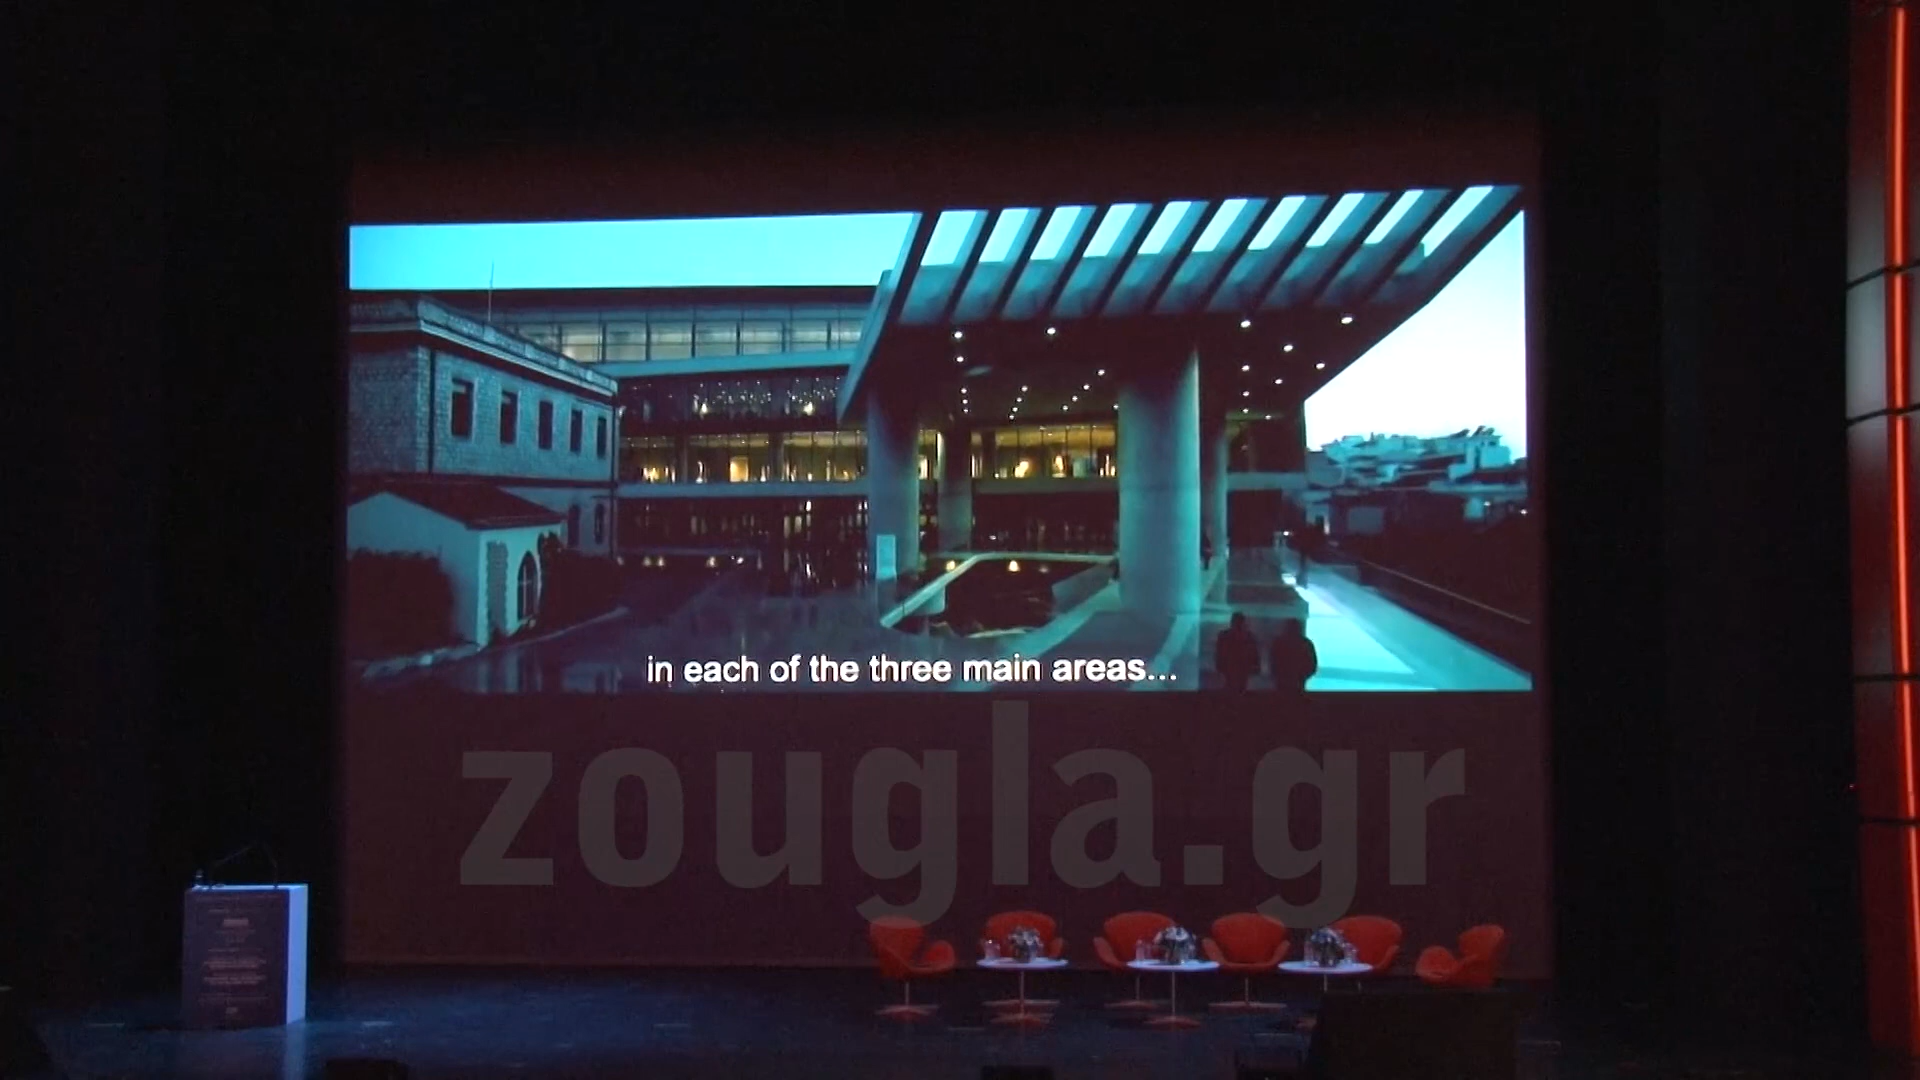 in each of the three main areas...
zougla.gr